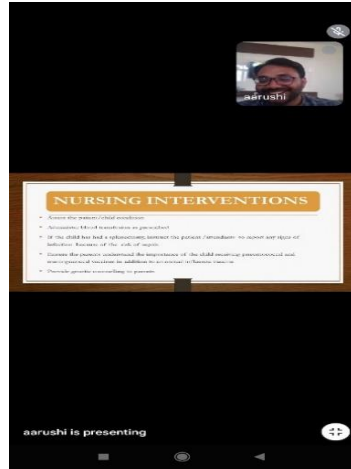 aarushi
NURSING INTERVENTIONS
• Assess the parent/child condition
• Administer blood transfusion as prescribed
• If the child has had a splenectomy, instruct the parents / attendants to report any signs of
infection because of the risk of sepsis
• Ensure the parents understand the importance of the child receiving pneumococcal and
meningococcal vaccines in addition to an annual influenza vaccine
• Provide genetic counselling to parents
aarushi is presenting